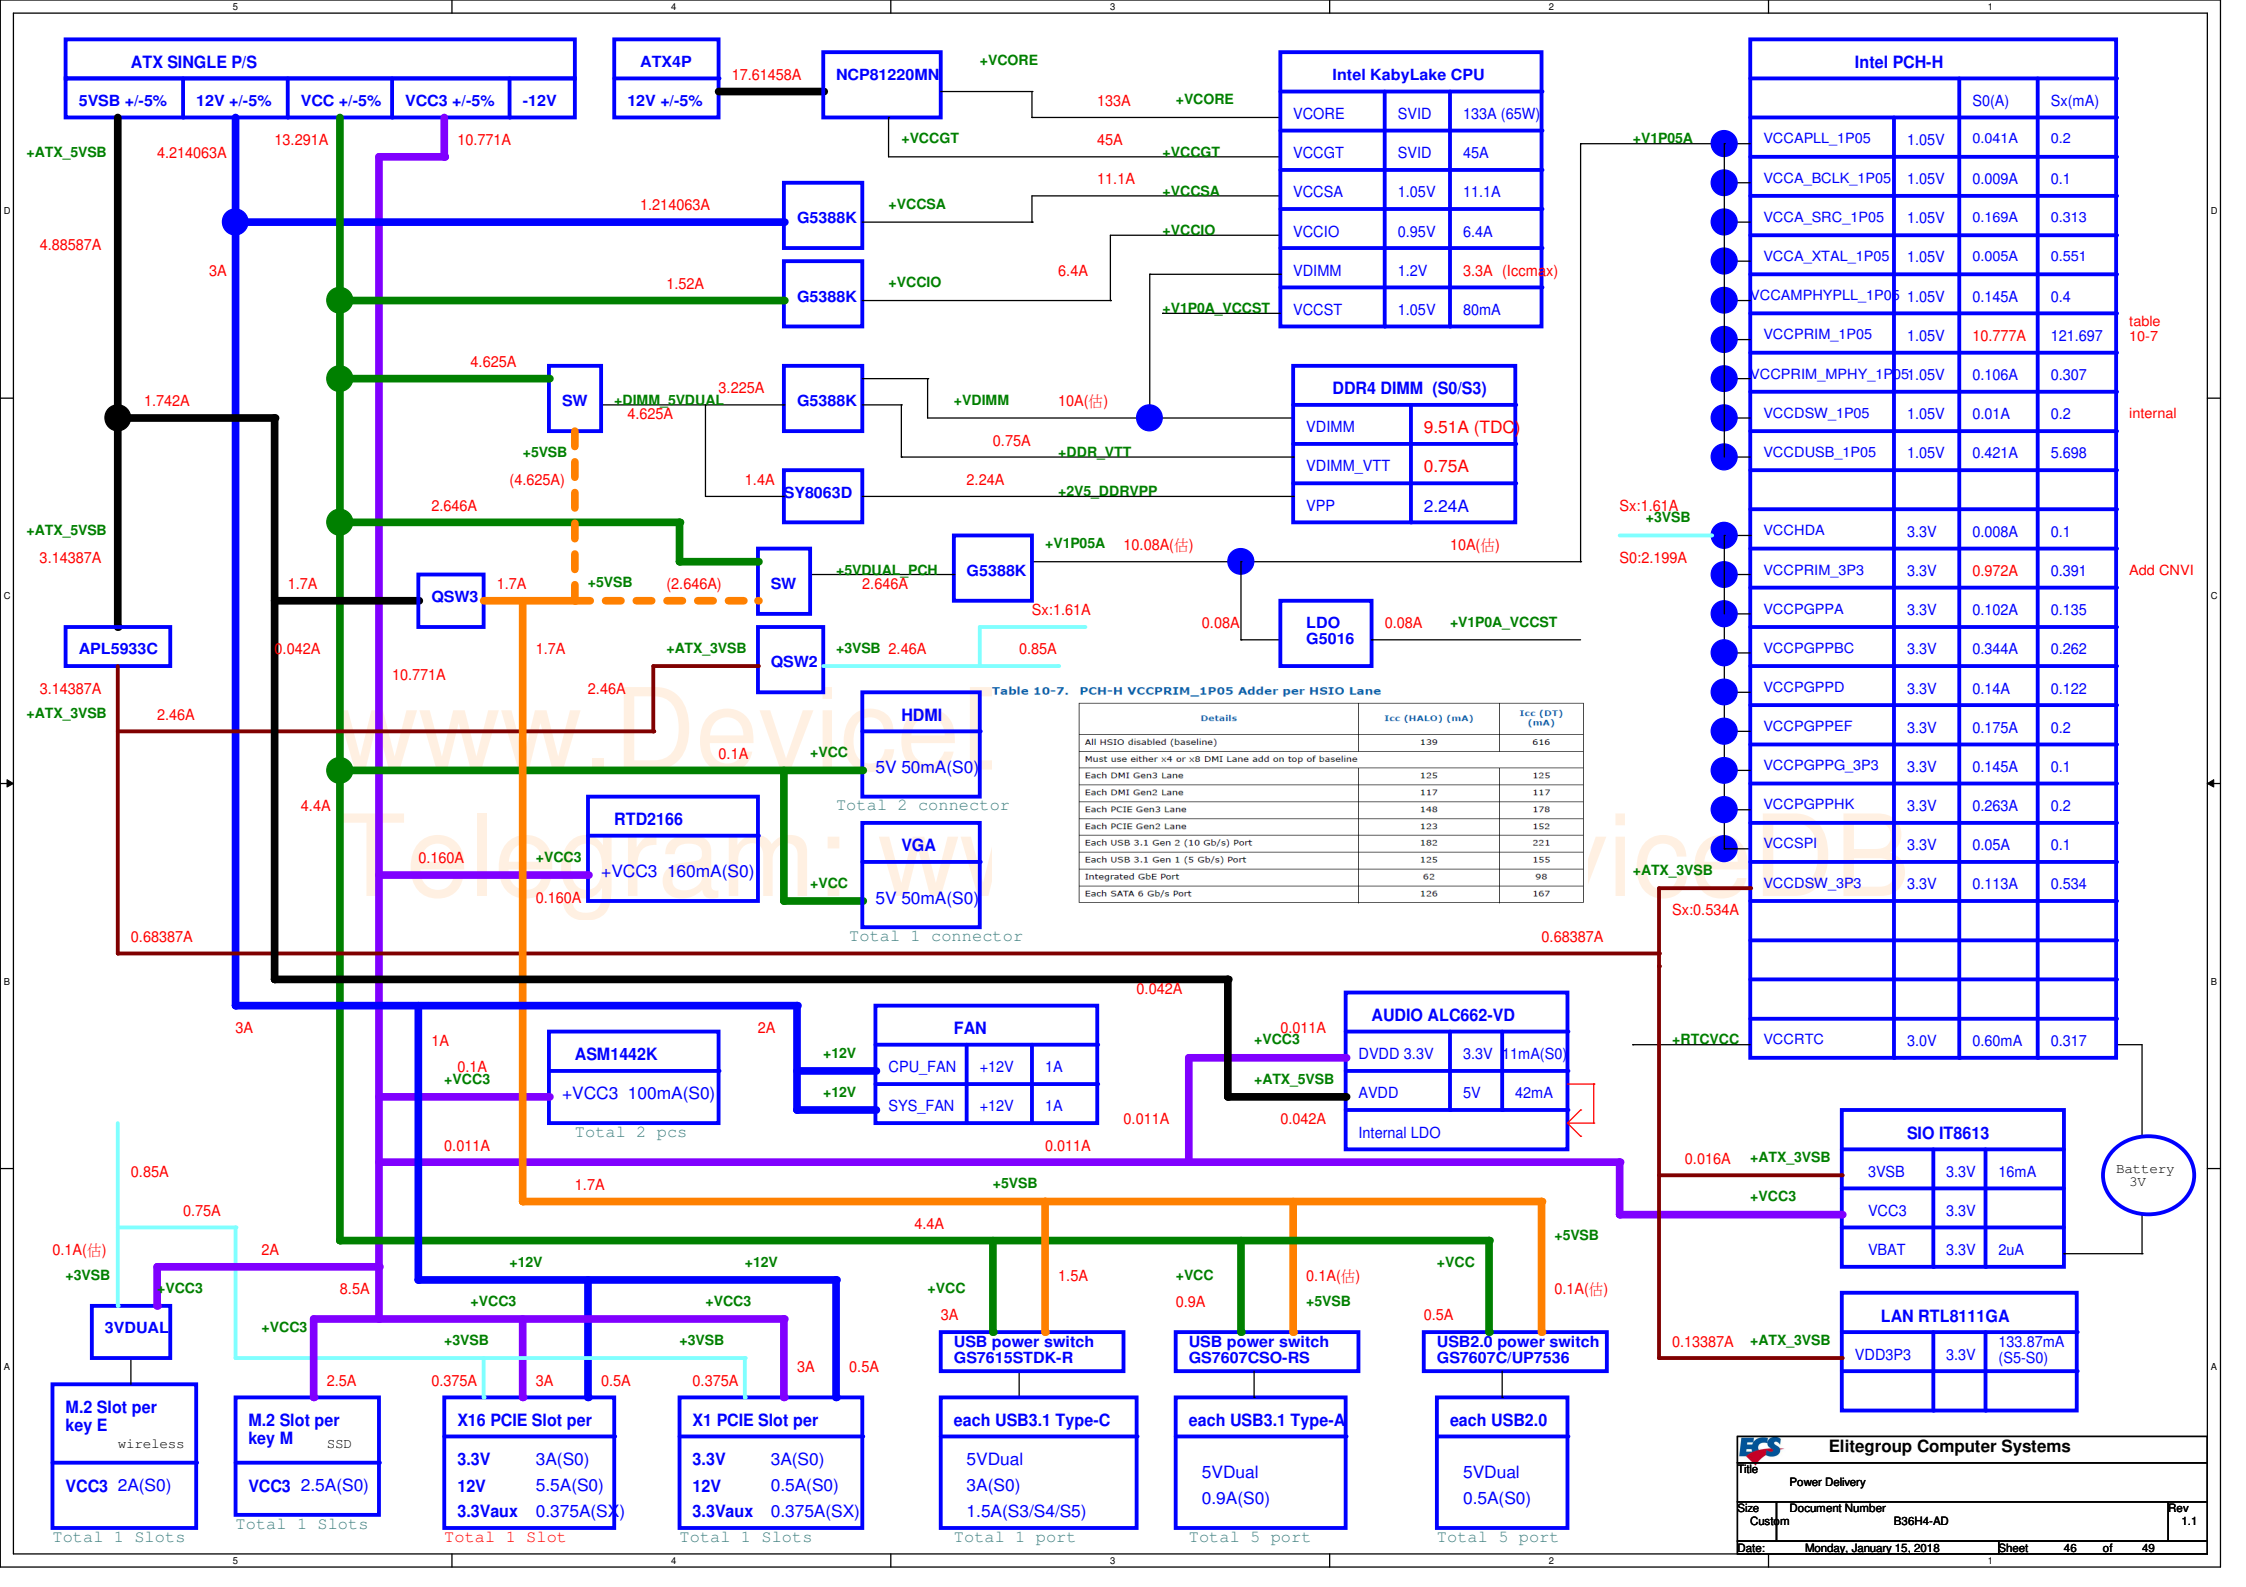 5 4 3 2 1
ATX SINGLE P/S
5VSB +/-5% 12V +/-5% VCC +/-5% VCC3 +/-5% -12V
ATX4P
12V +/-5%
17.61458A
NCP81220MN
+VCORE
133A +VCORE
+VCCGT 45A +VCCGT
Intel KabyLake CPU
VCORE SVID 133A (65W)
VCCGT SVID 45A
VCCSA 1.05V 11.1A
VCCIO 0.95V 6.4A
VDIMM 1.2V 3.3A (Iccmax)
VCCST 1.05V 80mA
Intel PCH-H
S0(A) Sx(mA)
VCCAPLL_1P05 1.05V 0.041A 0.2
VCCA_BCLK_1P05 1.05V 0.009A 0.1
VCCA_SRC_1P05 1.05V 0.169A 0.313
VCCA_XTAL_1P05 1.05V 0.005A 0.551
VCCAMPHYPLL_1P05 1.05V 0.145A 0.4
VCCPRIM_1P05 1.05V 10.777A 121.697
table
10-7
VCCPRIM_MPHY_1P05 1.05V 0.106A 0.307
VCCDSW_1P05 1.05V 0.01A 0.2
internal
VCCDUSB_1P05 1.05V 0.421A 5.698
VCCHDA 3.3V 0.008A 0.1
VCCPRIM_3P3 3.3V 0.972A 0.391
Add CNVI
VCCPGPPA 3.3V 0.102A 0.135
VCCPGPPBC 3.3V 0.344A 0.262
VCCPGPPD 3.3V 0.14A 0.122
VCCPGPPEF 3.3V 0.175A 0.2
VCCPGPPG_3P3 3.3V 0.145A 0.1
VCCPGPPHK 3.3V 0.263A 0.2
VCCSPI 3.3V 0.05A 0.1
VCCDSW_3P3 3.3V 0.113A 0.534
VCCRTC 3.0V 0.60mA 0.317
+V1P05A
Sx:1.61A
+3VSB
S0:2.199A
+ATX_3VSB
Sx:0.534A
+RTCVCC
+ATX_5VSB
4.214063A
13.291A
10.771A
4.88587A
3A
1.214063A
G5388K
+VCCSA
11.1A
+VCCSA
1.52A
G5388K
+VCCIO
6.4A
+VCCIO
+V1P0A_VCCST
4.625A
SW
+DIMM_5VDUAL
4.625A
3.225A
G5388K
+VDIMM
10A(估)
0.75A
+DDR_VTT
1.4A
SY8063D
2.24A
+2V5_DDRVPP
DDR4 DIMM (S0/S3)
VDIMM 9.51A (TDC)
VDIMM_VTT 0.75A
VPP 2.24A
1.742A
+5VSB
(4.625A)
2.646A
+ATX_5VSB
3.14387A
1.7A
QSW3
1.7A
+5VSB
(2.646A)
SW
+5VDUAL_PCH
2.646A
G5388K
+V1P05A
10.08A(估)
10A(估)
0.08A
LDO
G5016
0.08A
+V1P0A_VCCST
APL5933C
0.042A
10.771A
1.7A
+ATX_3VSB
2.46A
QSW2
+3VSB
2.46A
Sx:1.61A
0.85A
3.14387A
+ATX_3VSB
2.46A
HDMI
5V 50mA(S0)
Total 2 connector
0.1A
+VCC
4.4A
RTD2166
+VCC3 160mA(S0)
0.160A
+VCC3
0.160A
VGA
5V 50mA(S0)
Total 1 connector
+VCC
Table 10-7. PCH-H VCCPRIM_1P05 Adder per HSIO Lane
Details Icc (HALO) (mA) Icc (DT) (mA)
All HSIO disabled (baseline) 139 616
Must use either x4 or x8 DMI Lane add on top of baseline
Each DMI Gen3 Lane 125 125
Each DMI Gen2 Lane 117 117
Each PCIE Gen3 Lane 148 178
Each PCIE Gen2 Lane 123 152
Each USB 3.1 Gen 2 (10 Gb/s) Port 182 221
Each USB 3.1 Gen 1 (5 Gb/s) Port 125 155
Integrated GbE Port 62 98
Each SATA 6 Gb/s Port 126 167
0.68387A
0.68387A
0.042A
3A
1A
2A
ASM1442K
+VCC3 100mA(S0)
Total 2 pcs
0.1A
+VCC3
FAN
CPU_FAN +12V 1A
SYS_FAN +12V 1A
+12V
+12V
AUDIO ALC662-VD
DVDD 3.3V 3.3V 11mA(S0)
AVDD 5V 42mA
Internal LDO
0.011A
+VCC3
+ATX_5VSB
0.042A
0.011A
0.011A
0.011A
SIO IT8613
3VSB 3.3V 16mA
VCC3 3.3V
VBAT 3.3V 2uA
0.016A +ATX_3VSB
+VCC3
Battery
3V
LAN RTL8111GA
VDD3P3 3.3V 133.87mA
(S5-S0)
0.13387A +ATX_3VSB
0.85A
0.75A
0.1A(估)
+3VSB
2A
+VCC3
3VDUAL
8.5A
+VCC3
1.7A
+5VSB
4.4A
+12V
+12V
+VCC3
+VCC3
+3VSB
+3VSB
2.5A
0.375A 3A 0.5A
0.375A 3A 0.5A
+VCC
3A
1.5A
+VCC
0.9A
0.1A(估)
+5VSB
+VCC
0.5A
+5VSB
0.1A(估)
USB power switch
GS7615STDK-R
USB power switch
GS7607CSO-RS
USB2.0 power switch
GS7607C/UP7536
M.2 Slot per
key E
wireless
VCC3 2A(S0)
Total 1 Slots
M.2 Slot per
key M
SSD
VCC3 2.5A(S0)
Total 1 Slots
X16 PCIE Slot per
3.3V 3A(S0)
12V 5.5A(S0)
3.3Vaux 0.375A(SX)
Total 1 Slot
X1 PCIE Slot per
3.3V 3A(S0)
12V 0.5A(S0)
3.3Vaux 0.375A(SX)
Total 1 Slots
each USB3.1 Type-C
5VDual
3A(S0)
1.5A(S3/S4/S5)
Total 1 port
each USB3.1 Type-A
5VDual
0.9A(S0)
Total 5 port
each USB2.0
5VDual
0.5A(S0)
Total 5 port
ECS Elitegroup Computer Systems
Title
Power Delivery
Size Document Number Rev
Custom B36H4-AD 1.1
Date: Monday, January 15, 2018 Sheet 46 of 49
D D
C C
B B
A A
5 4 3 2 1